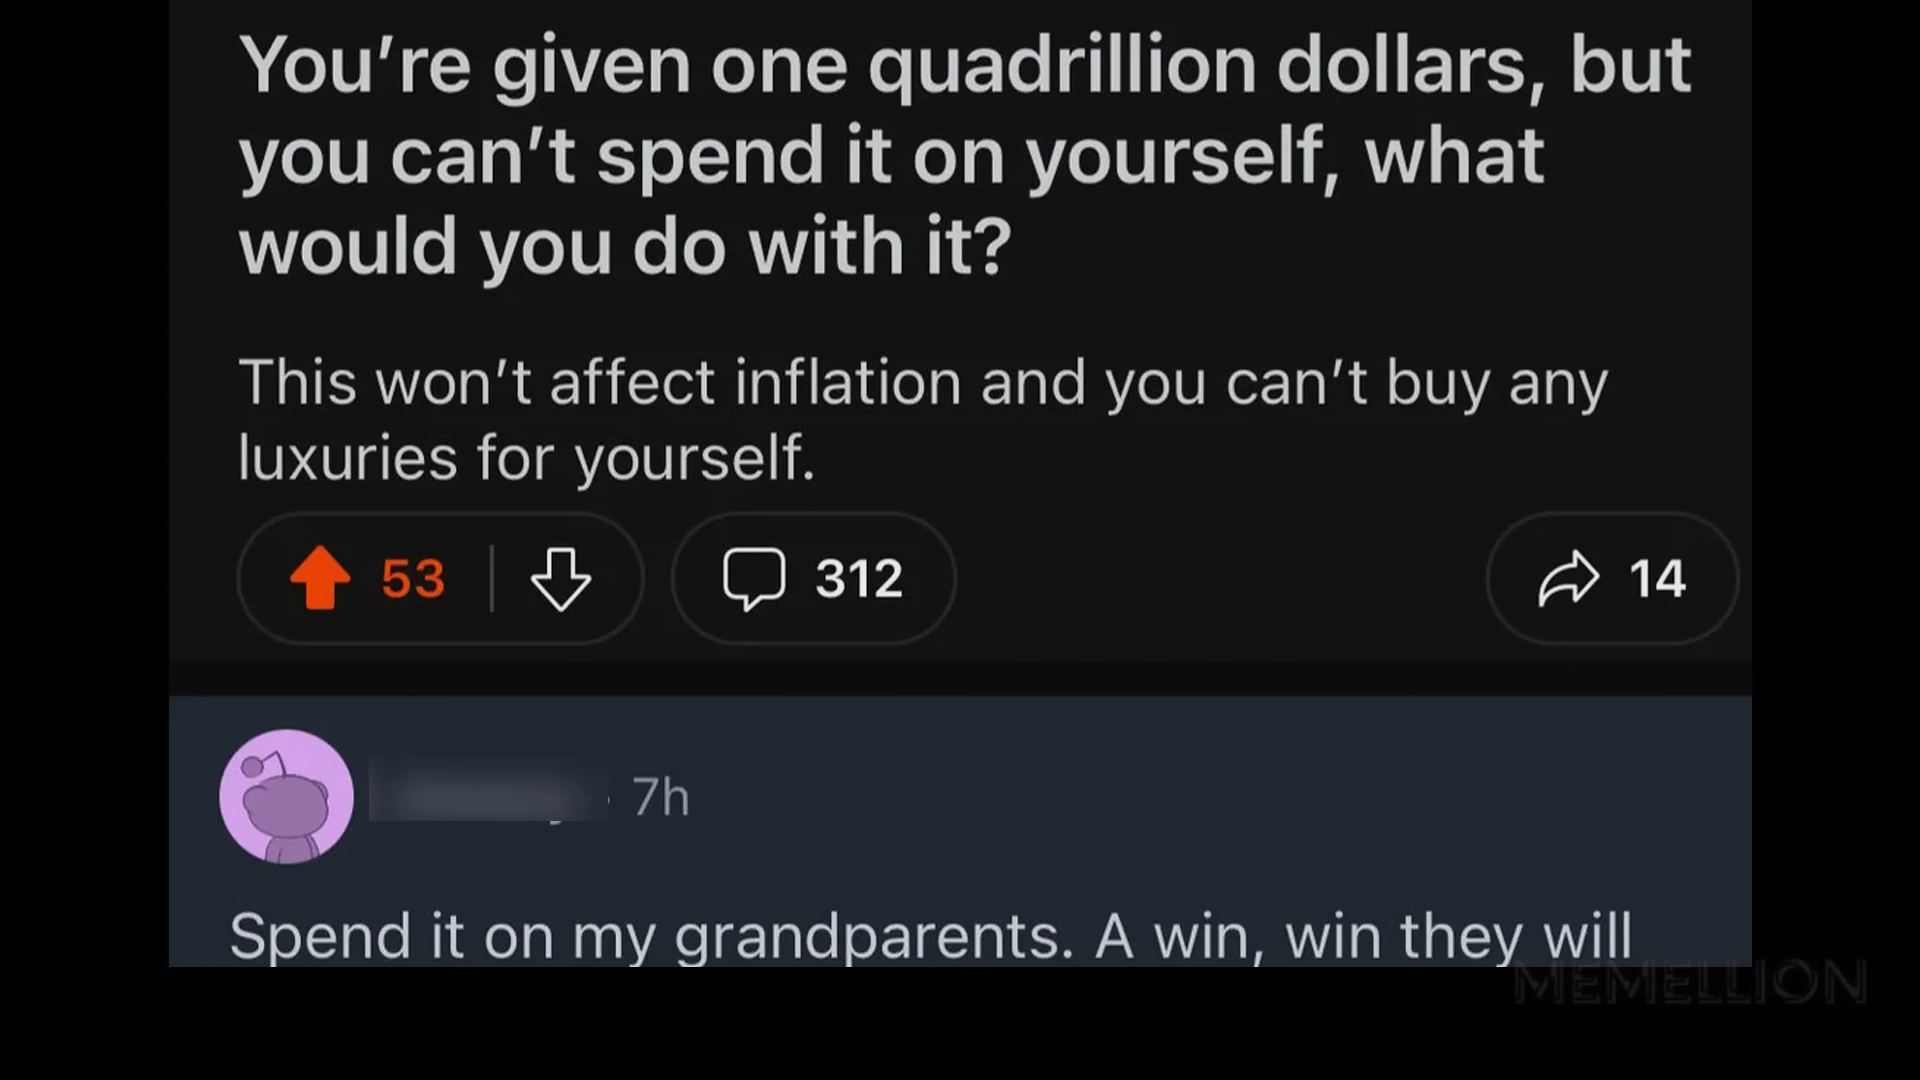 You’re given one quadrillion dollars, but
you can’t spend it on yourself, what
would you do with it?
This won’t affect inflation and you can’t buy any
luxuries for yourself.
53
312
14
7h
Spend it on my grandparents. A win, win they will
MEMELLION